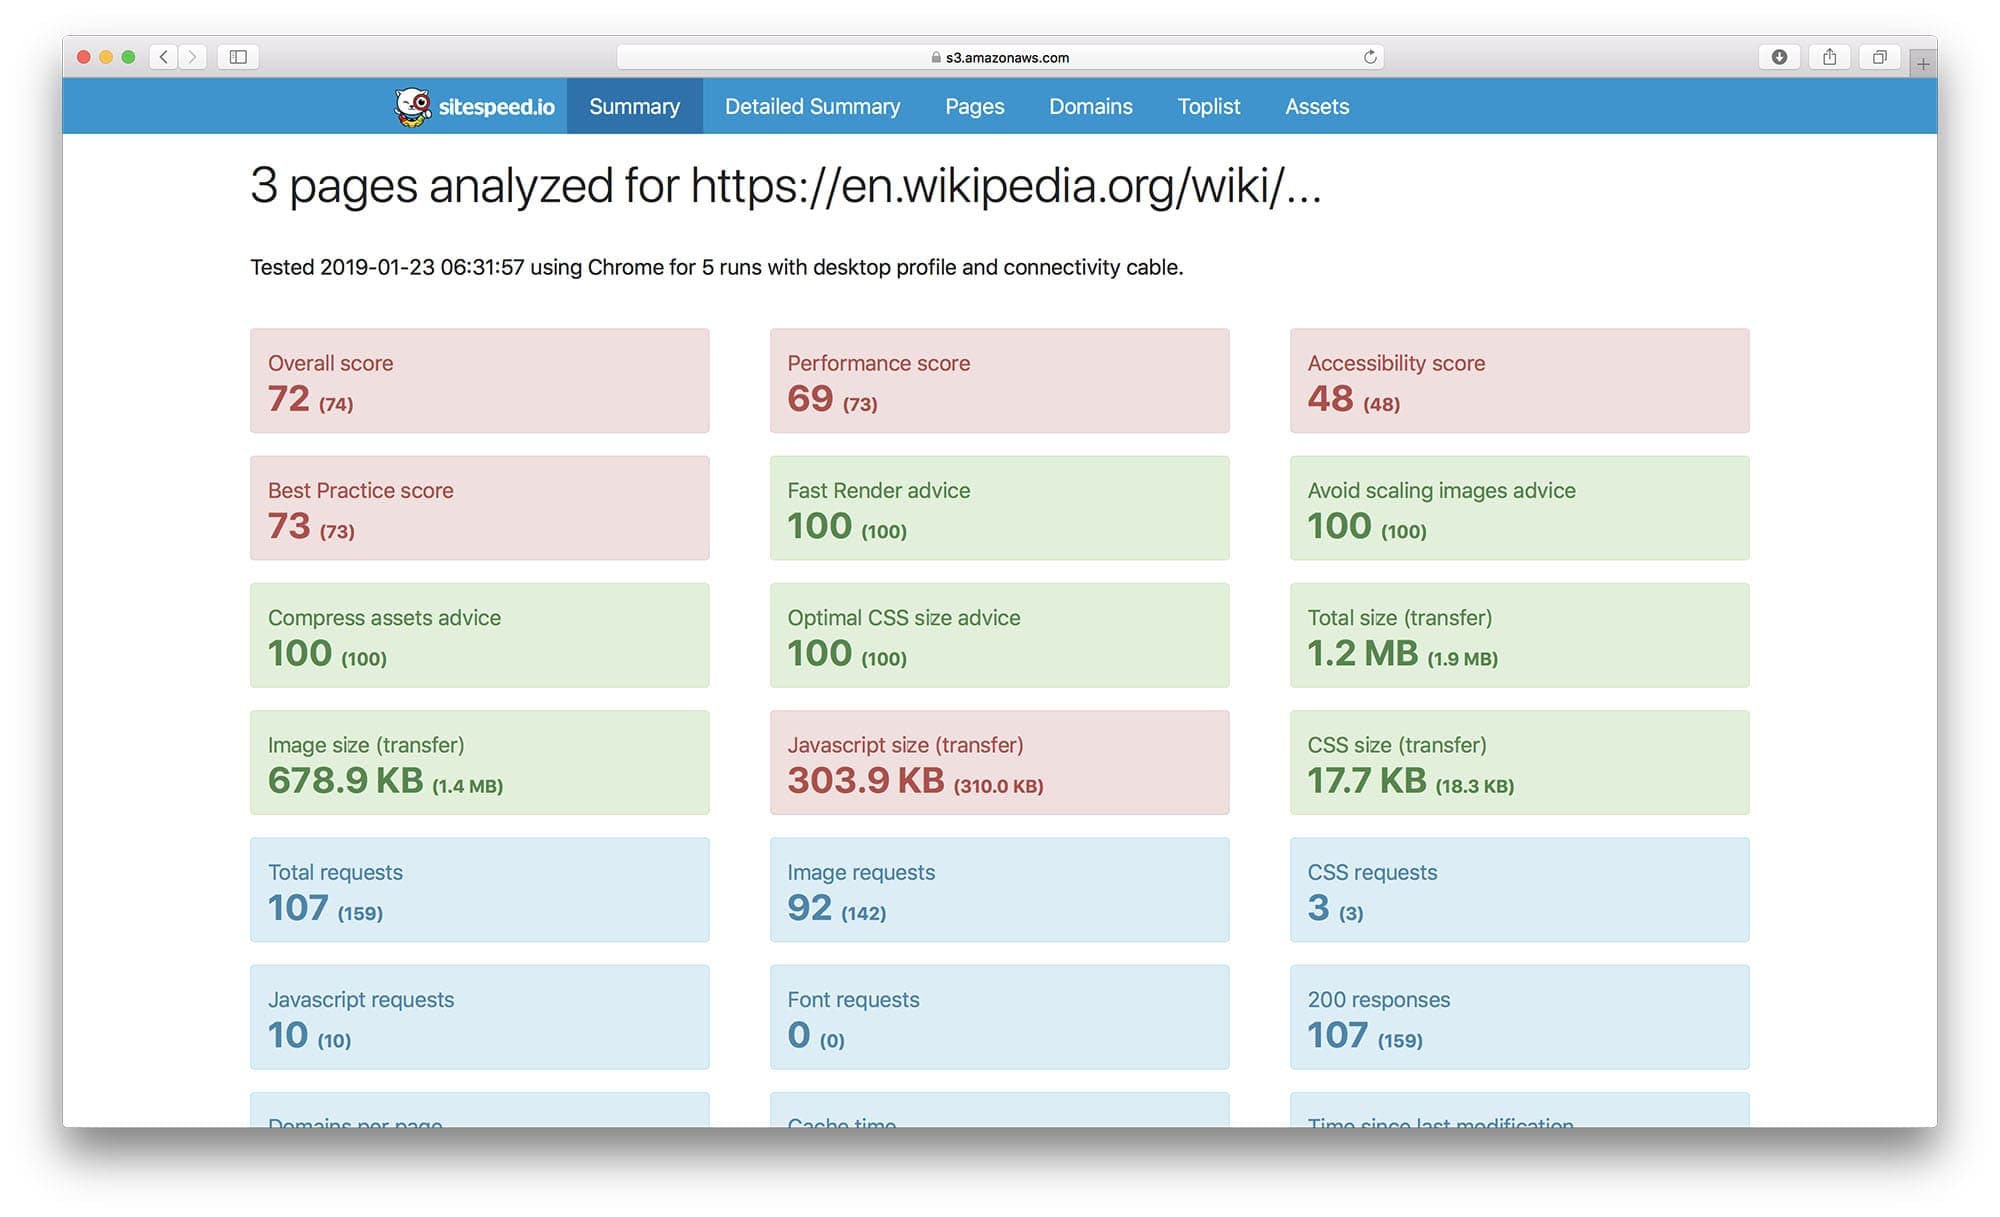 s3.amazonaws.com
sitespeed.io Summary Detailed Summary Pages Domains Toplist Assets
3 pages analyzed for https://en.wikipedia.org/wiki/...
Tested 2019-01-23 06:31:57 using Chrome for 5 runs with desktop profile and connectivity cable.
Overall score
72 (74)
Performance score
69 (73)
Accessibility score
48 (48)
Best Practice score
73 (73)
Fast Render advice
100 (100)
Avoid scaling images advice
100 (100)
Compress assets advice
100 (100)
Optimal CSS size advice
100 (100)
Total size (transfer)
1.2 MB (1.9 MB)
Image size (transfer)
678.9 KB (1.4 MB)
Javascript size (transfer)
303.9 KB (310.0 KB)
CSS size (transfer)
17.7 KB (18.3 KB)
Total requests
107 (159)
Image requests
92 (142)
CSS requests
3 (3)
Javascript requests
10 (10)
Font requests
0 (0)
200 responses
107 (159)
Domains per page
Cache time
Time since last modification